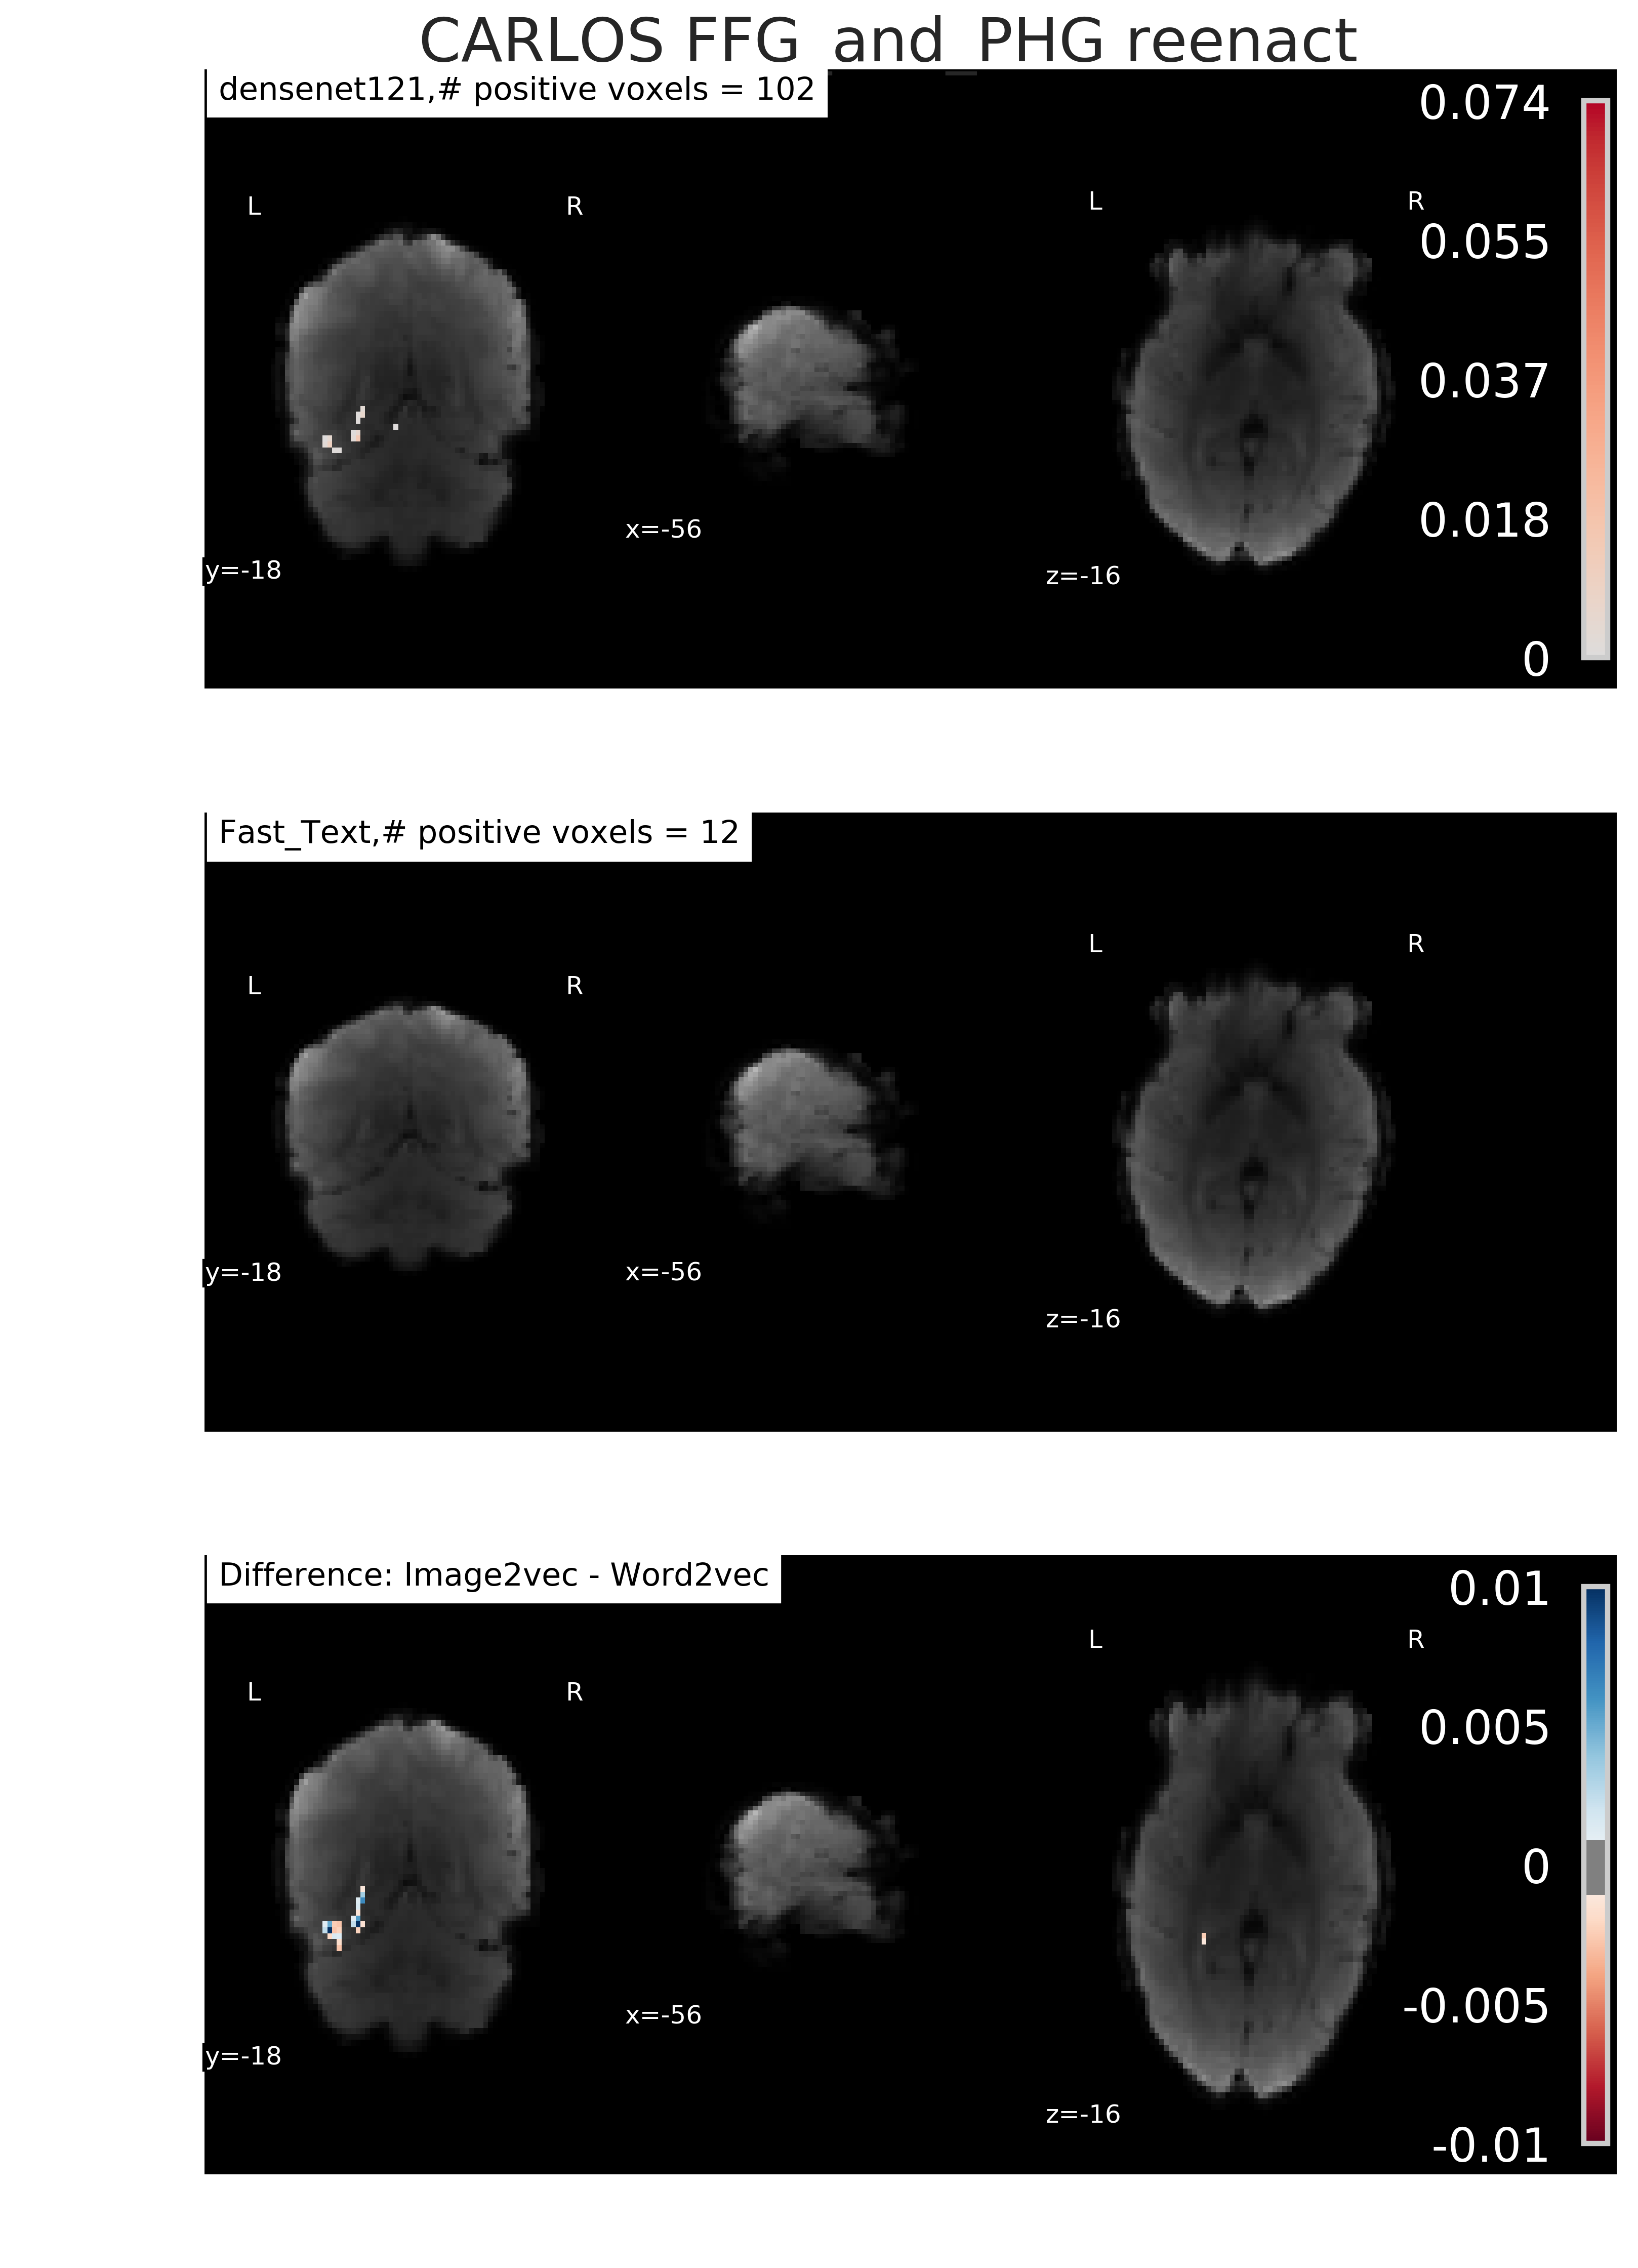 CARLOS FFG_and_PHG reenact
densenet121,# positive voxels = 102
0.074
L R L R
0.055
0.037
0.018
x=-56
y=-18 z=-16
0
Fast_Text,# positive voxels = 12
L R
L R
y=-18 x=-56
z=-16
Difference: Image2vec - Word2vec
0.01
L R
L R
0.005
0
-0.005
x=-56
y=-18
z=-16
-0.01